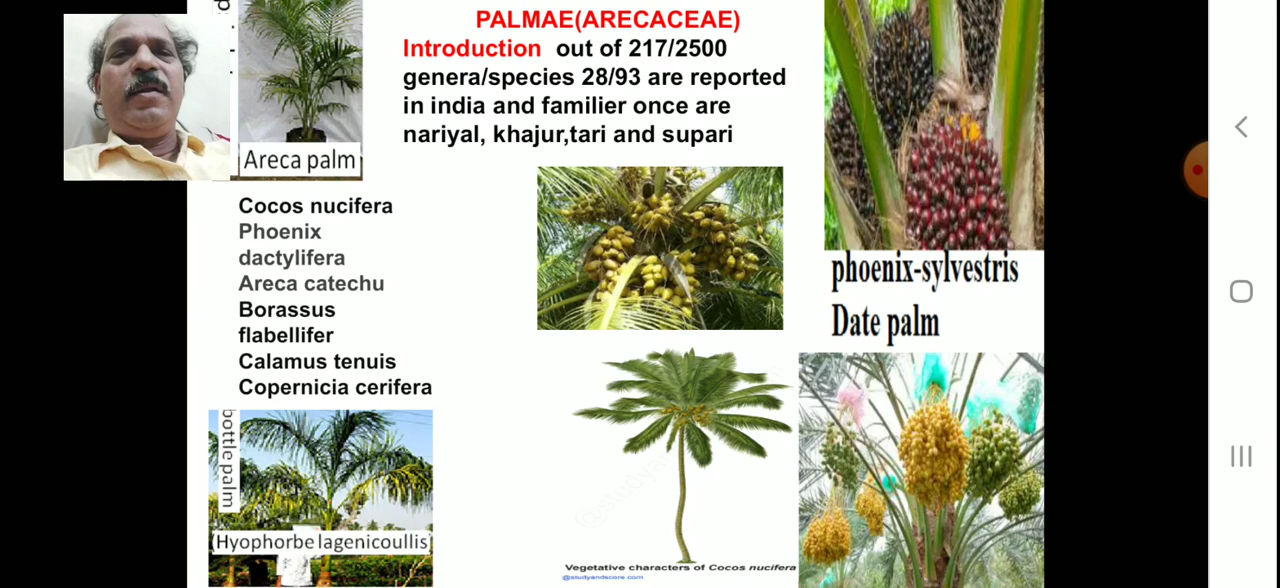 PALMAE(ARECACEAE)
Introduction out of 217/2500
genera/species 28/93 are reported
in india and familier once are
nariyal, khajur,tari and supari
Areca palm
Cocos nucifera
Phoenix
dactylifera
Areca catechu
Borassus
flabellifer
Calamus tenuis
Copernicia cerifera
phoenix-sylvestris
Date palm
bottle palm
(Hyophorbe lagenicoullis)
Vegetative characters of Cocos nucifera
@studyandscore.com